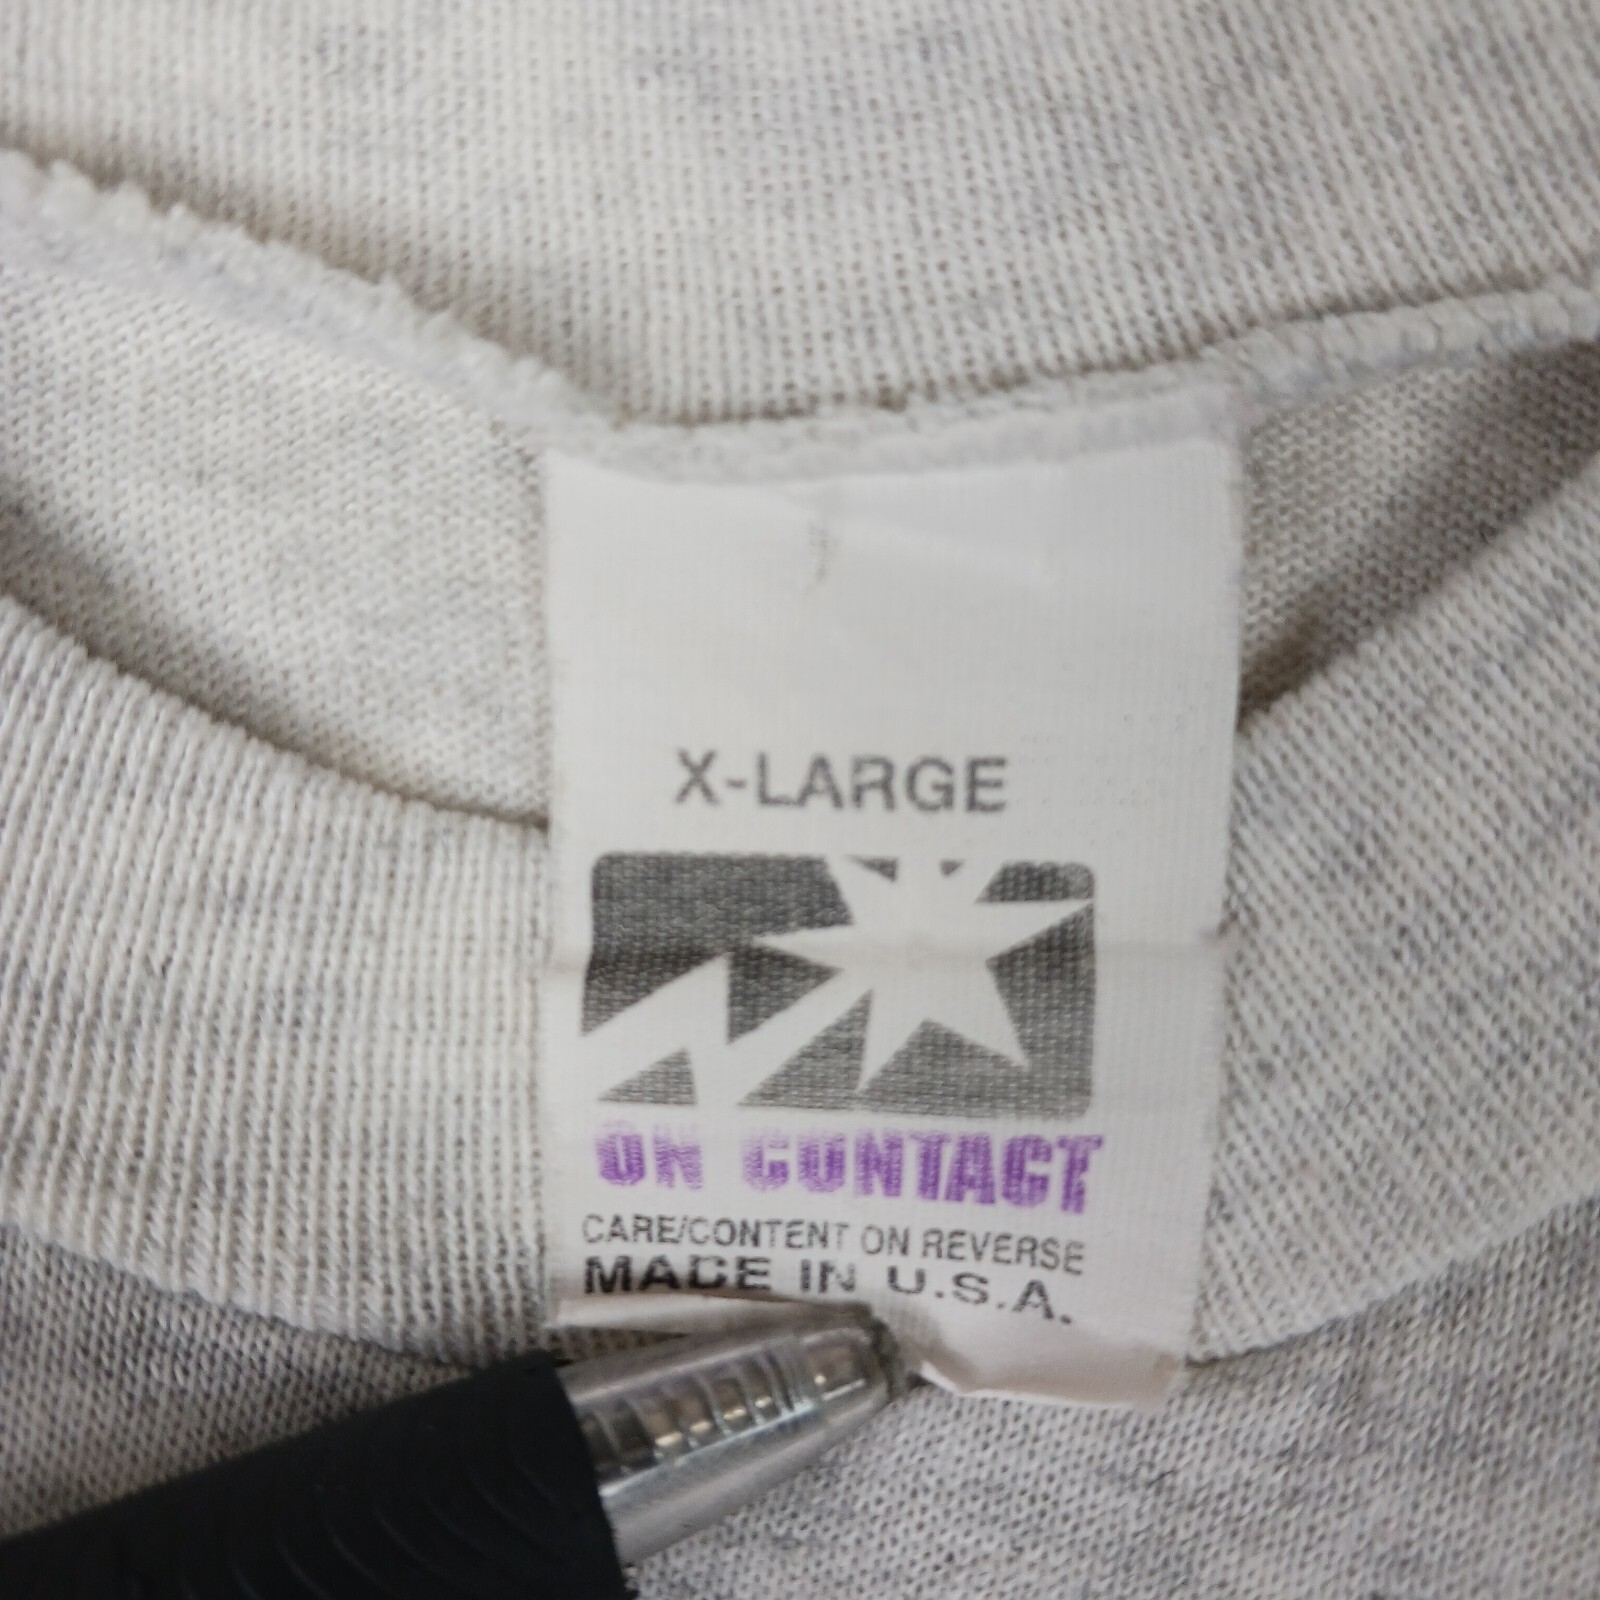 X-LARGE
ON CONTACT
CARE/CONTENT ON REVERSE
MADE IN U.S.A.